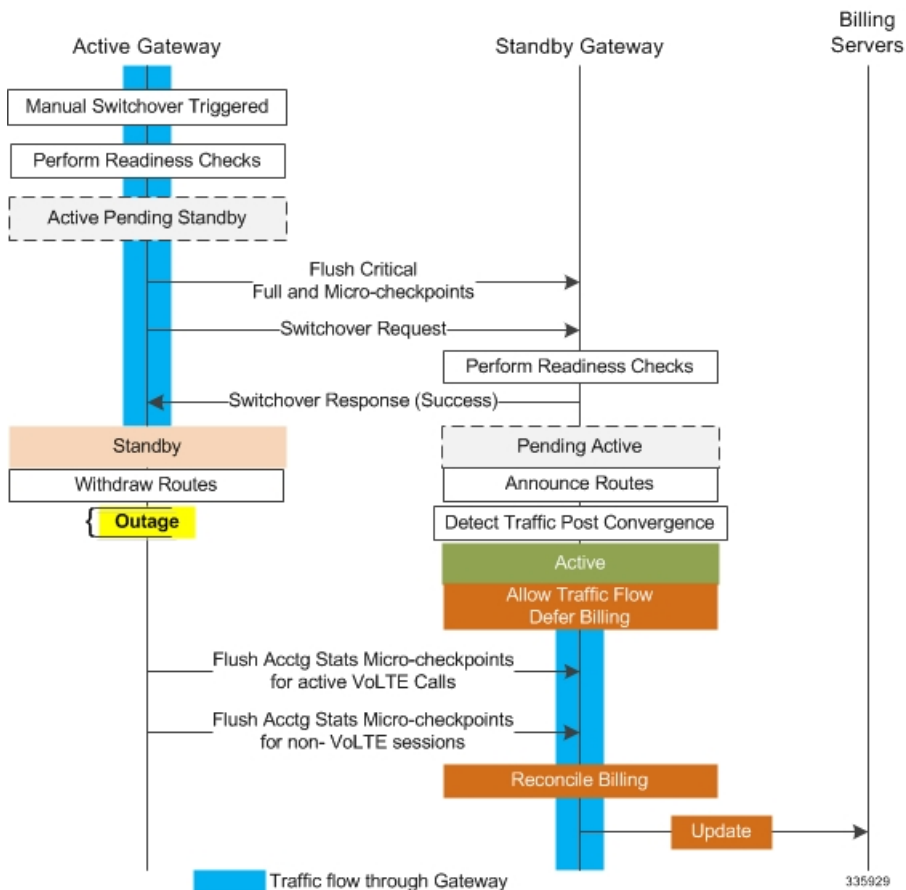 Billing
Servers
Active Gateway
Standby Gateway
Manual Switchover Triggered
Perform Readiness Checks
Active Pending Standby
Flush Critical
Full and Micro-checkpoints
Switchover Request
Perform Readiness Checks
Switchover Response (Success)
Standby
Pending Active
Withdraw Routes
Announce Routes
{ Outage
Detect Traffic Post Convergence
Active
Allow Traffic Flow
Defer Billing
Flush Acctg Stats Micro-checkpoints
for active VoLTE Calls
Flush Acctg Stats Micro-checkpoints
for non- VoLTE sessions
Reconcile Billing
Update
Traffic flow through Gateway
335929